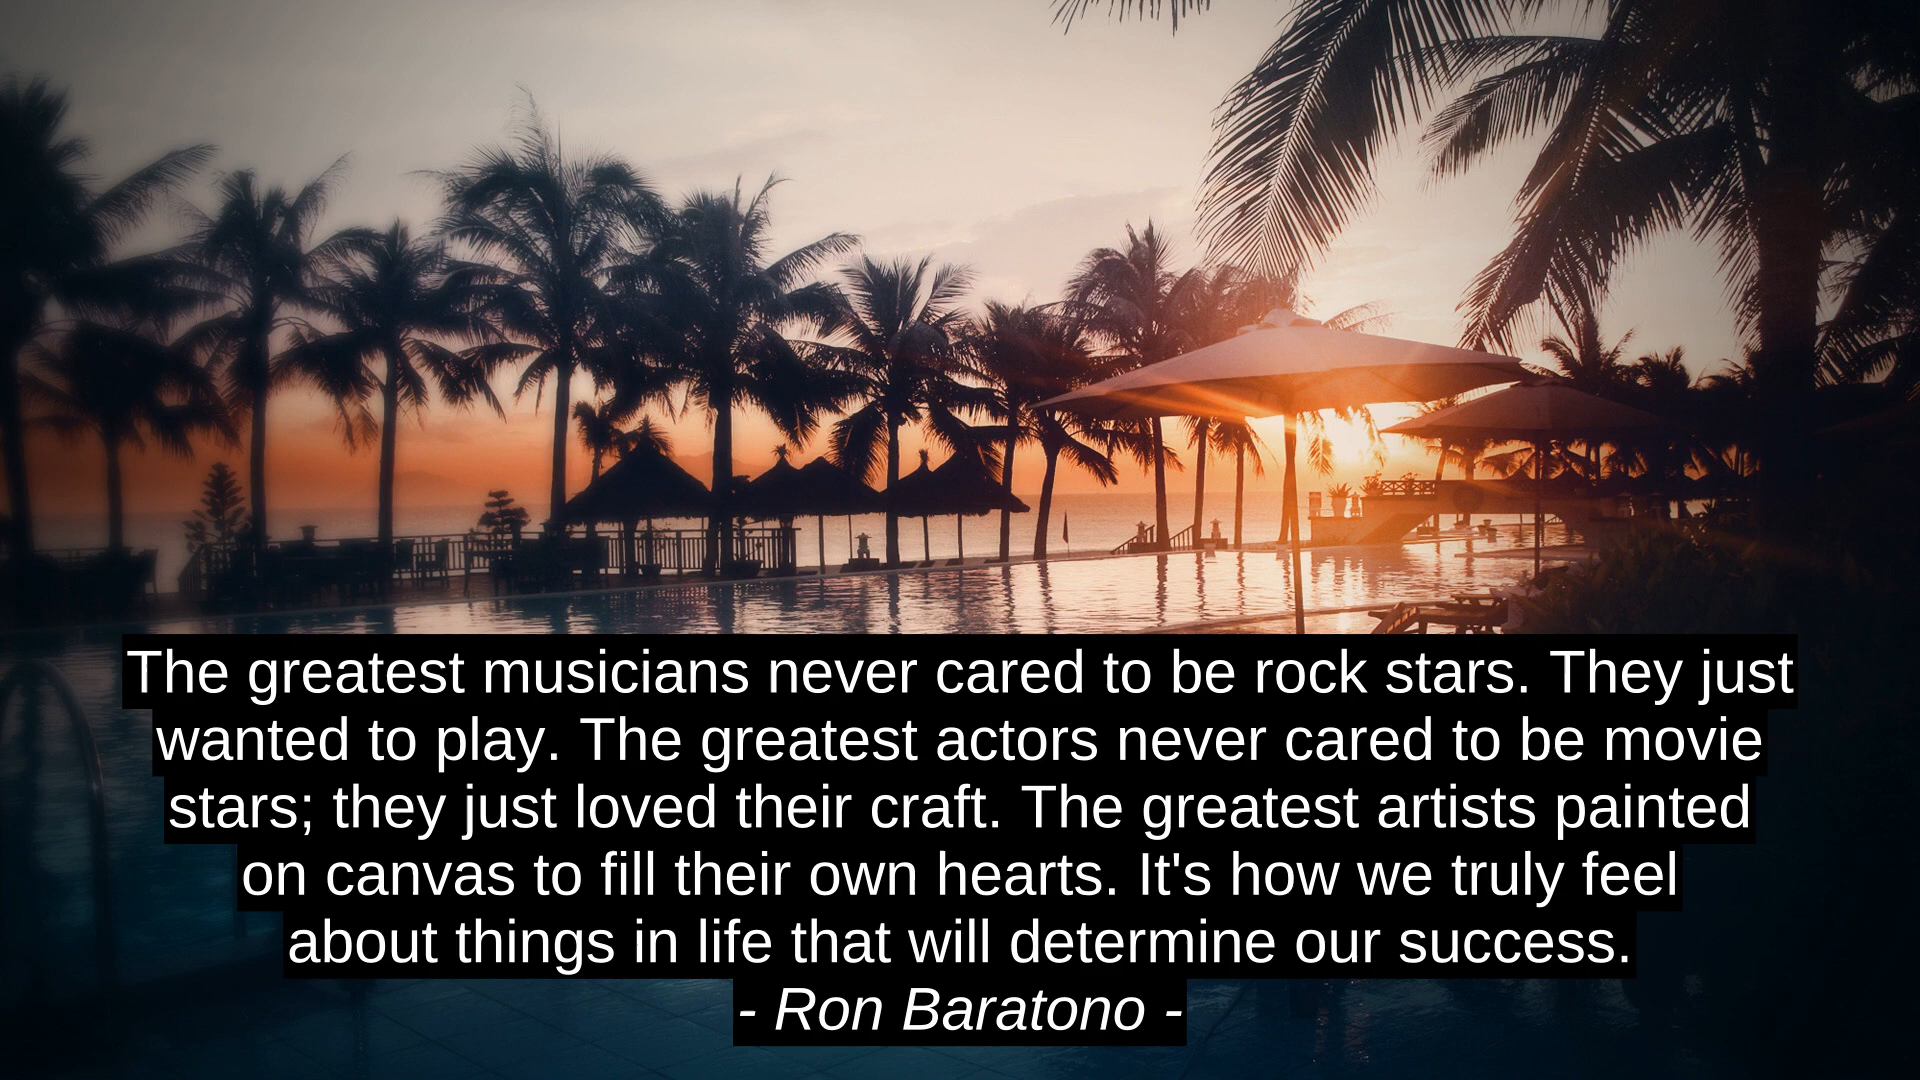 The greatest musicians never cared to be rock stars. They just
wanted to play. The greatest actors never cared to be movie
stars; they just loved their craft. The greatest artists painted
on canvas to fill their own hearts. It's how we truly feel
about things in life that will determine our success.
- Ron Baratono -